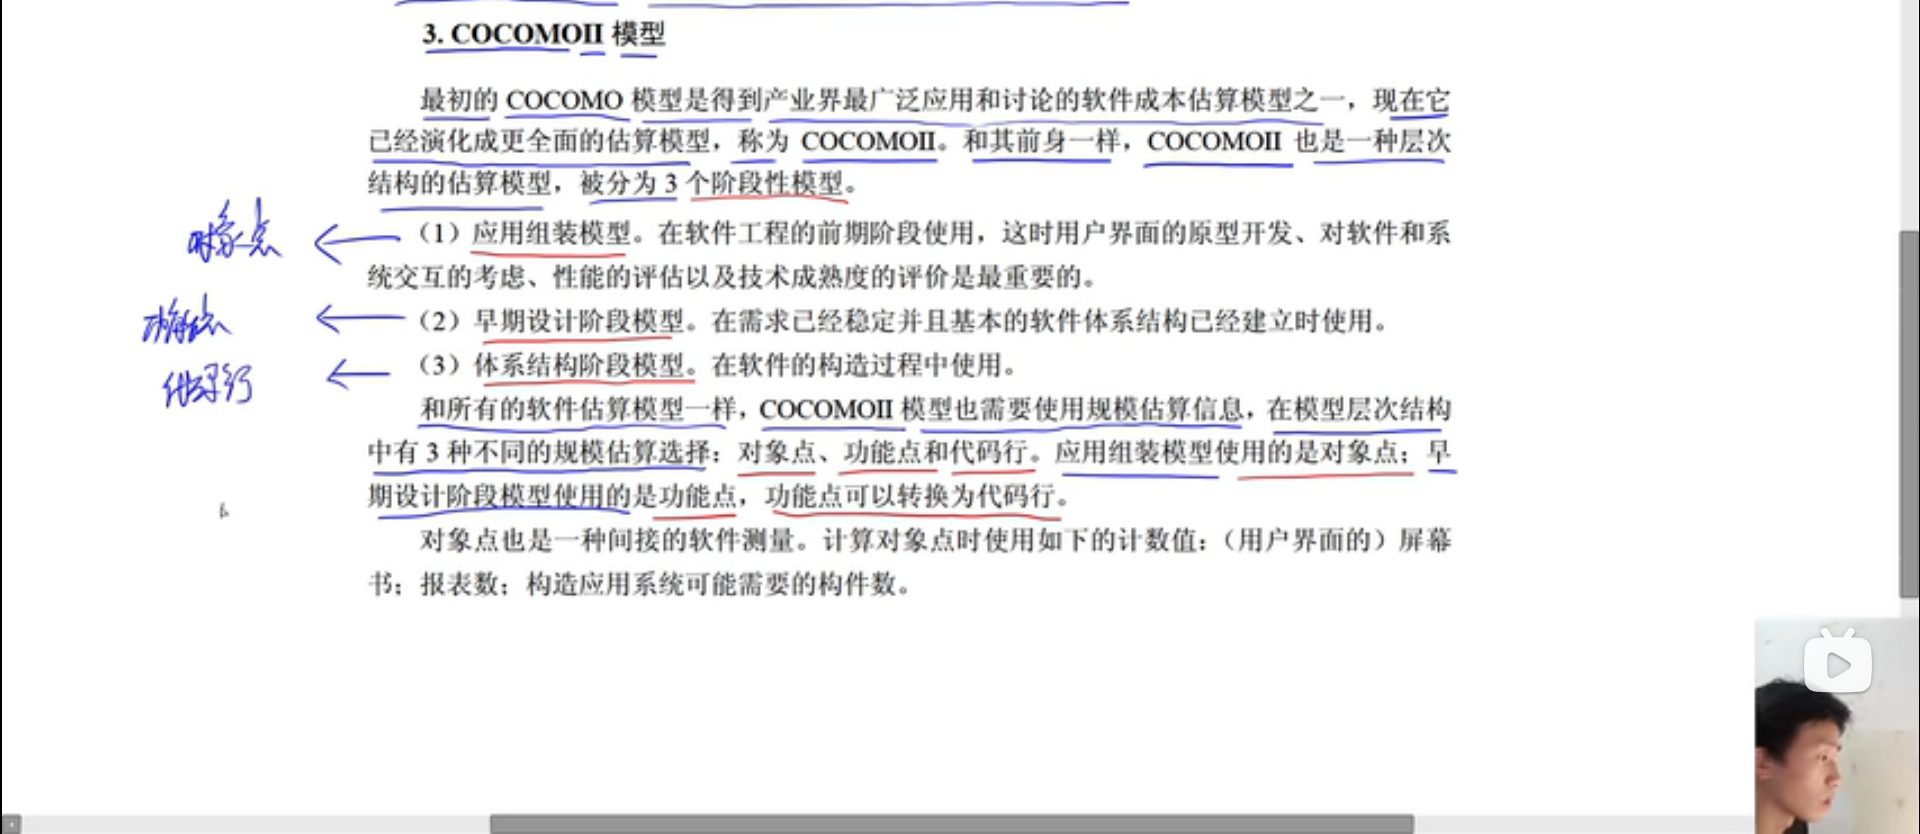 3. COCOMOII 模型
最初的 COCOMO 模型是得到产业界最广泛应用和讨论的软件成本估算模型之一，现在它
已经演化成更全面的估算模型，称为 COCOMOII。和其前身一样，COCOMOII 也是一种层次
结构的估算模型，被分为 3 个阶段性模型。
对象点
（1）应用组装模型。在软件工程的前期阶段使用，这时用户界面的原型开发、对软件和系
统交互的考虑、性能的评估以及技术成熟度的评价是最重要的。
功能点
（2）早期设计阶段模型。在需求已经稳定并且基本的软件体系结构已经建立时使用。
代码行
（3）体系结构阶段模型。在软件的构造过程中使用。
和所有的软件估算模型一样，COCOMOII 模型也需要使用规模估算信息，在模型层次结构
中有 3 种不同的规模估算选择：对象点、功能点和代码行。应用组装模型使用的是对象点；早
期设计阶段模型使用的是功能点，功能点可以转换为代码行。
对象点也是一种间接的软件测量。计算对象点时使用如下的计数值：（用户界面的）屏幕
书；报表数；构造应用系统可能需要的构件数。